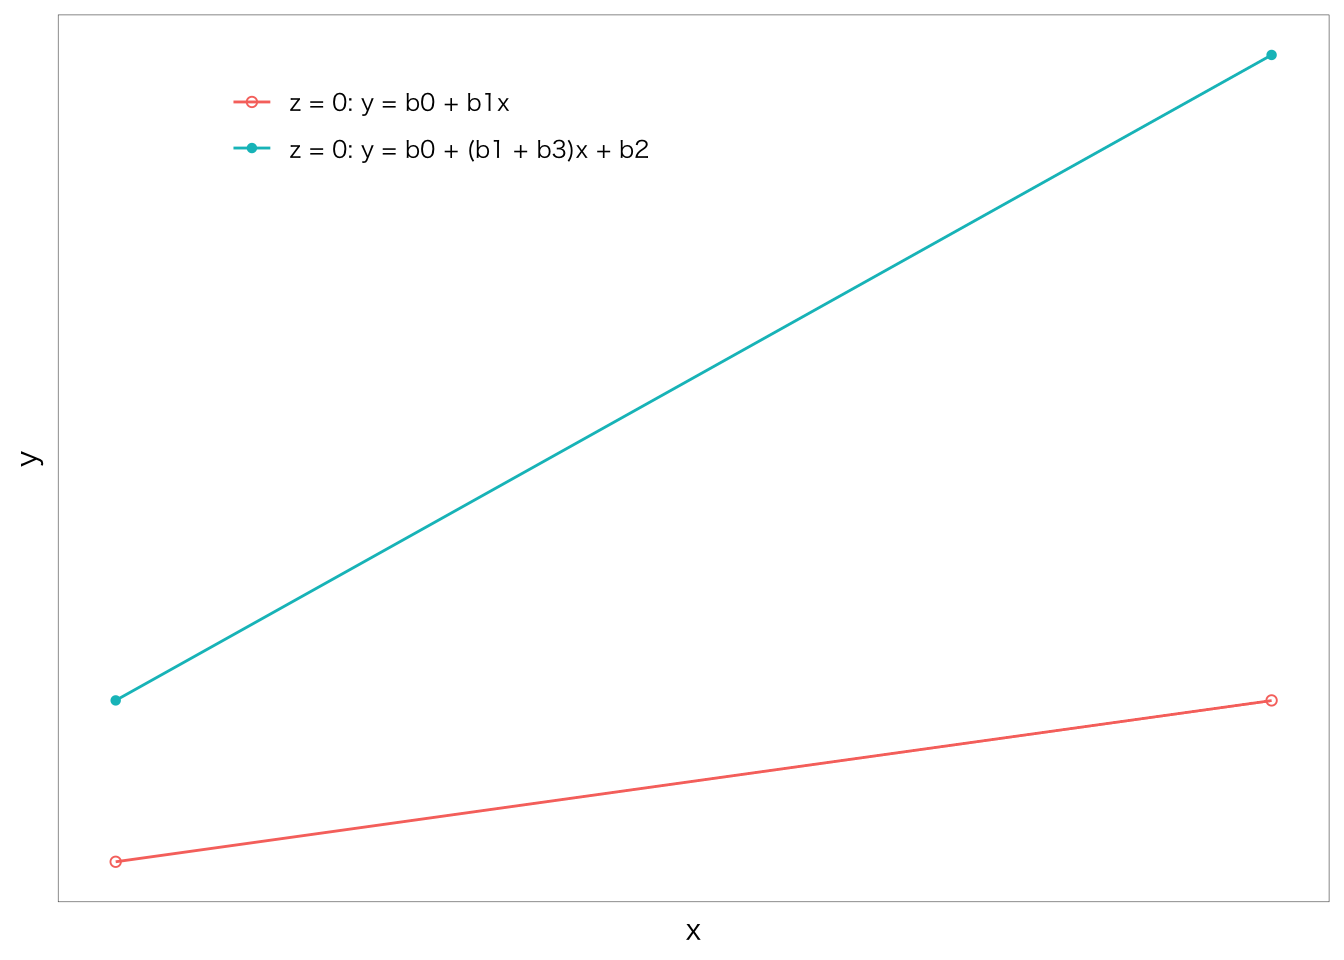 z = 0: y = b0 + b1x
z = 0: y = b0 + (b1 + b3)x + b2
y
x